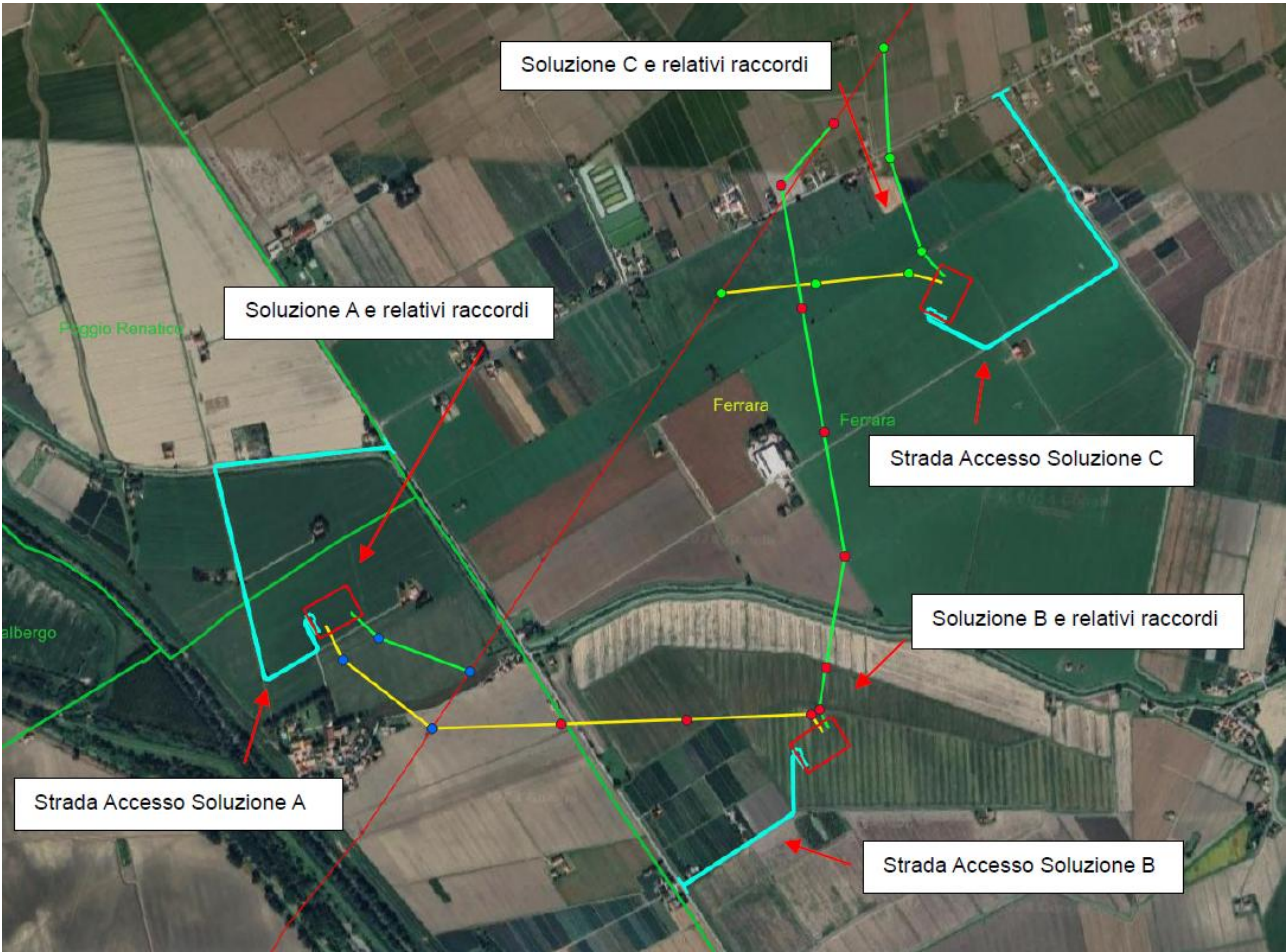 Soluzione C e relativi raccordi
Soluzione A e relativi raccordi
Poggio Renatico
Ferrara
Ferrara
Strada Accesso Soluzione C
Soluzione B e relativi raccordi
albergo
Strada Accesso Soluzione A
Strada Accesso Soluzione B